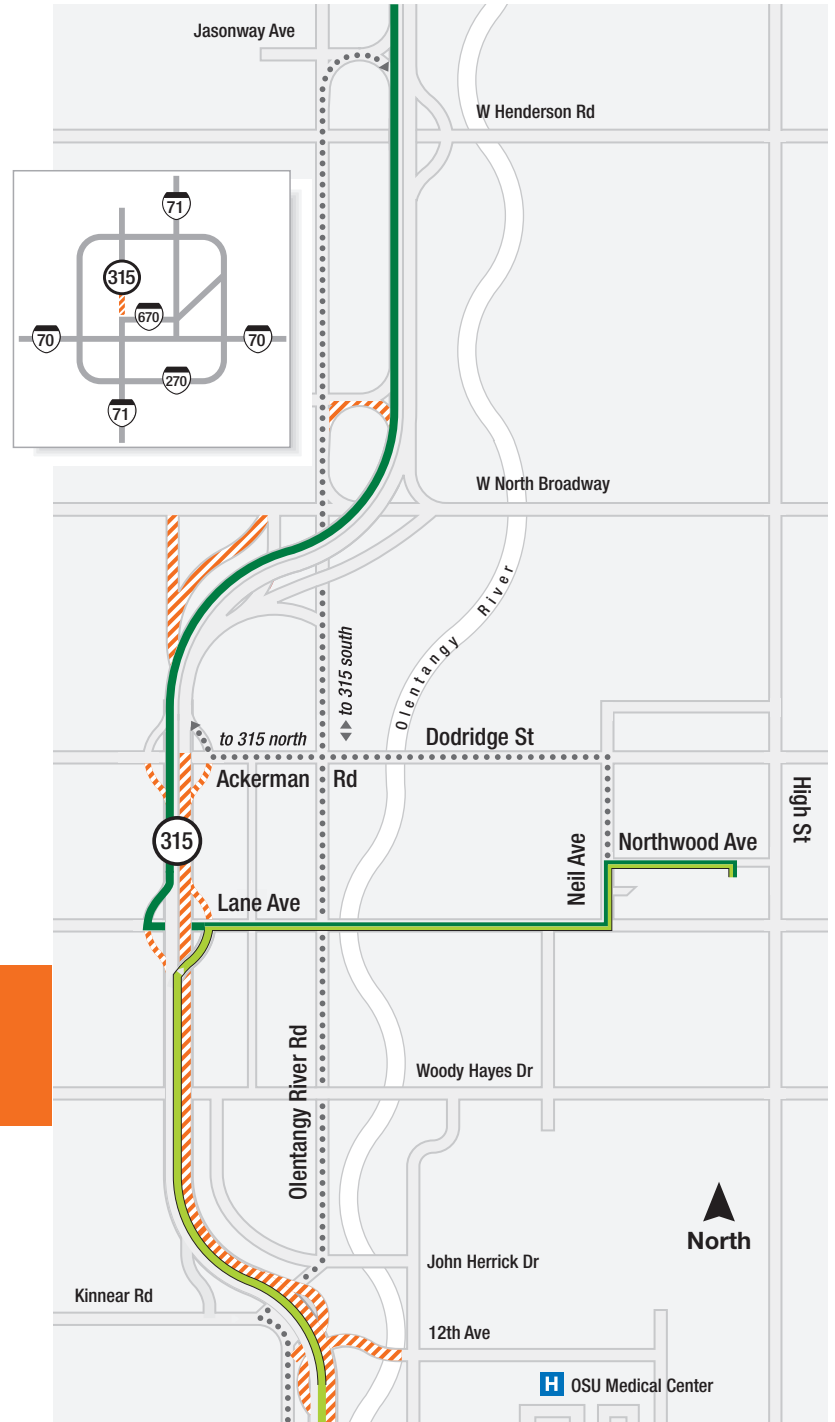 Jasonway Ave
W Henderson Rd
71
315
670
70
70
270
71
W North Broadway
Olentangy River
to 315 south
to 315 north
Dodridge St
Ackerman Rd
High St
315
Neil Ave
Northwood Ave
Lane Ave
Olentangy River Rd
Woody Hayes Dr
North
John Herrick Dr
Kinnear Rd
12th Ave
H OSU Medical Center